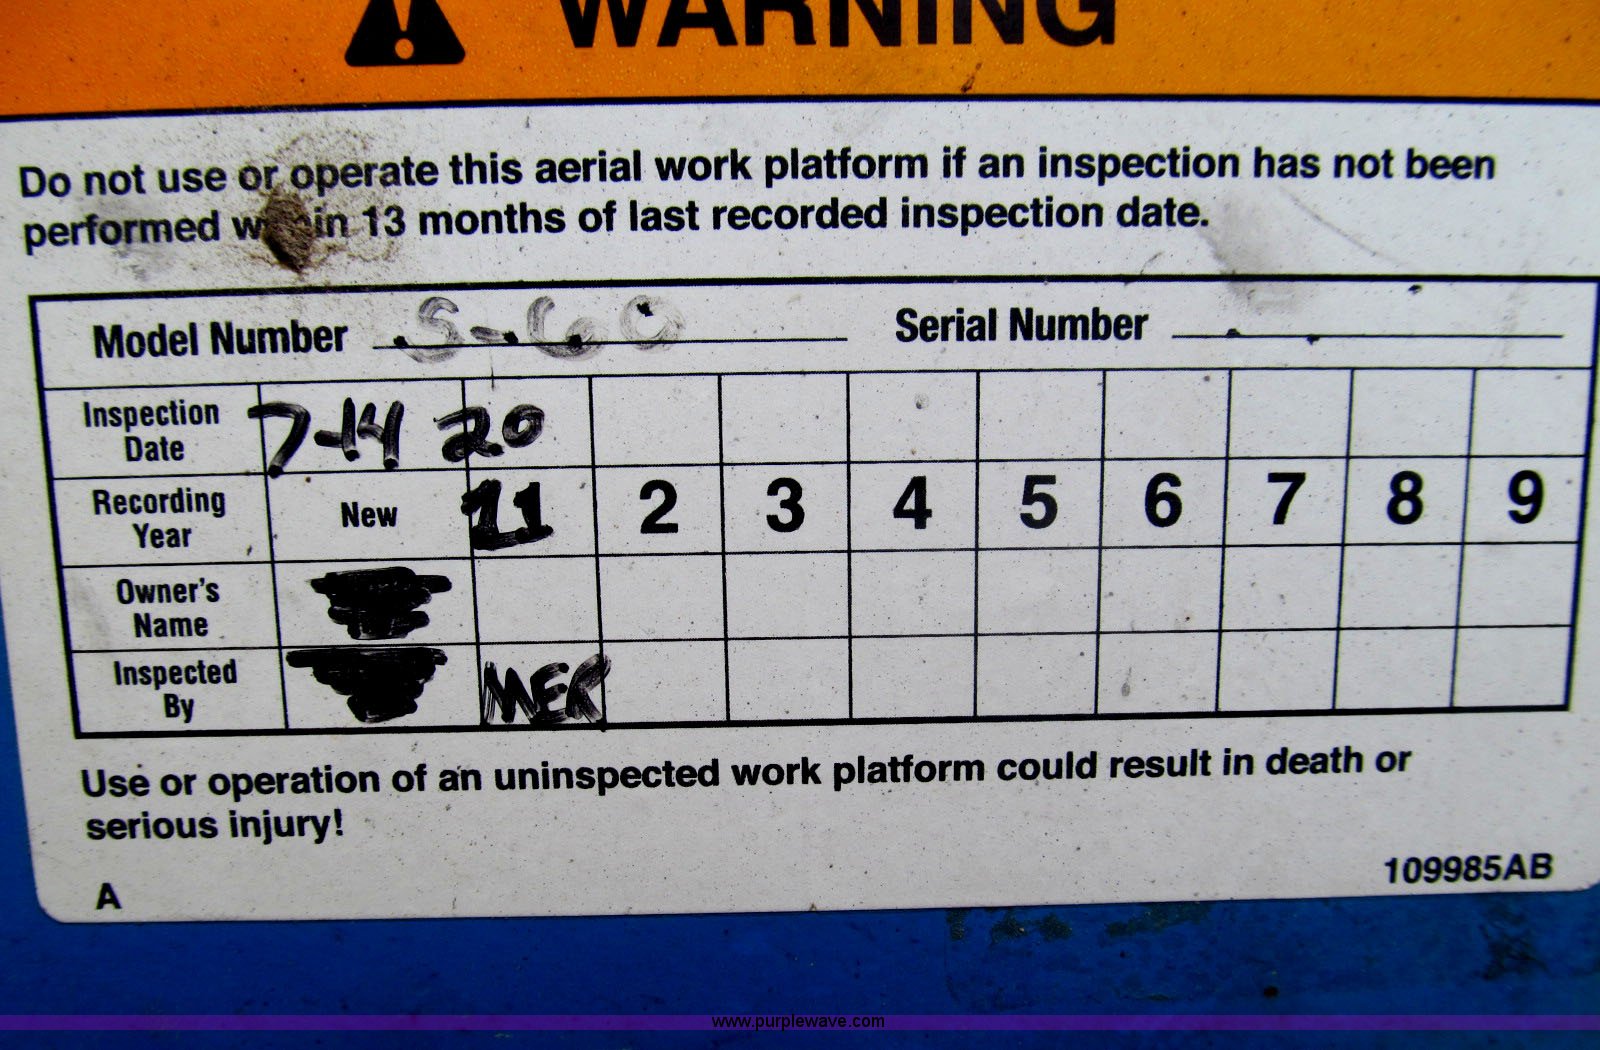 WARNING
Do not use or operate this aerial work platform if an inspection has not been
performed within 13 months of last recorded inspection date.
Model Number S-60 Serial Number
Inspection Date 7-14 20
Recording Year New 11 2 3 4 5 6 7 8 9
Owner's Name
Inspected By MER
Use or operation of an uninspected work platform could result in death or
serious injury!
A 109985AB
www.purplewave.com